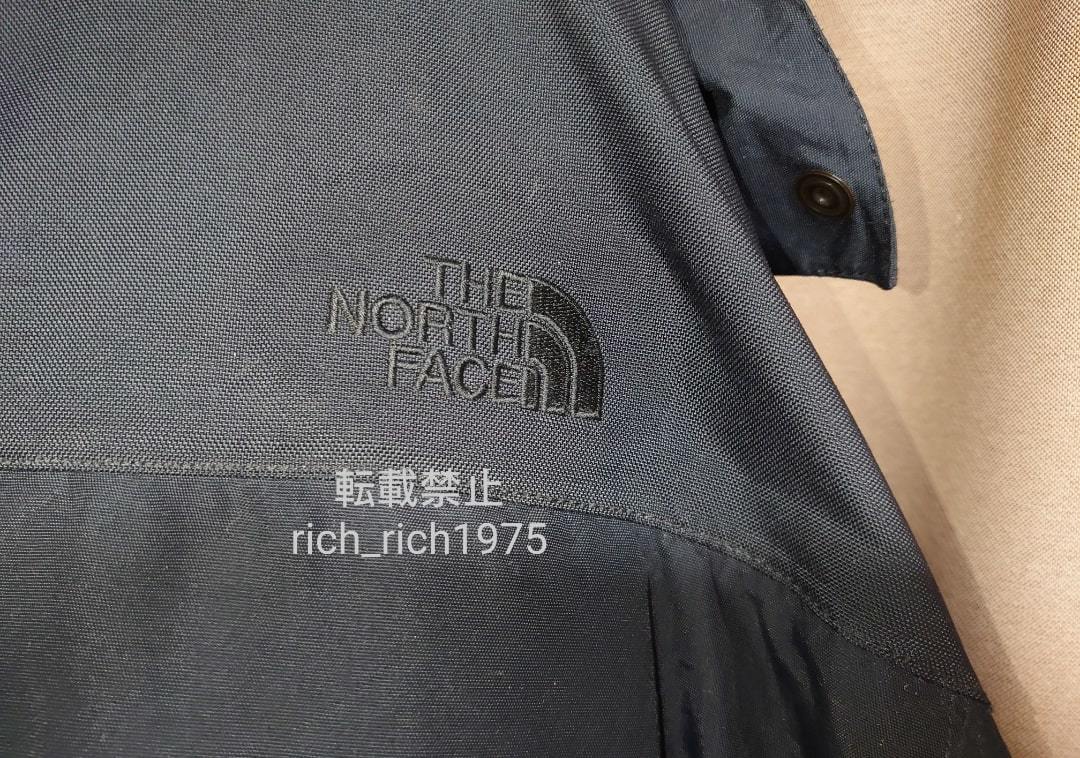 THE
NORTH
FACE
転載禁止
rich_rich1975